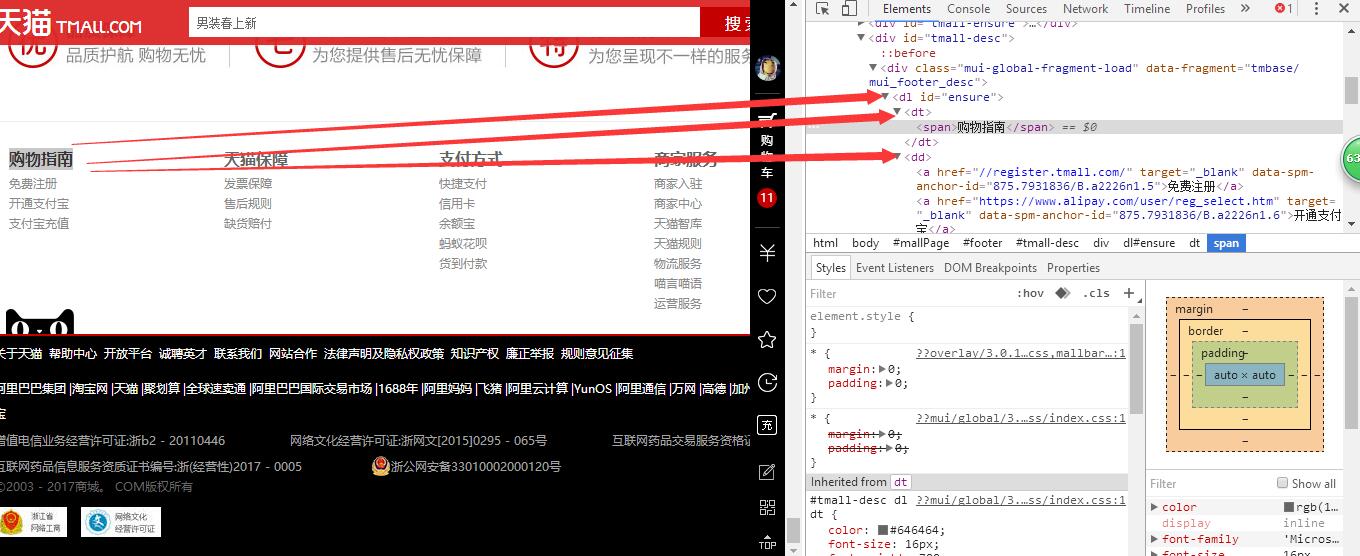 天猫 TMALL.COM
男装春上新
搜索
优
品质护航 购物无忧
七
为您提供售后无忧保障
特
为您呈现不一样的服务
购物车
11
购物指南
免费注册
开通支付宝
支付宝充值
天猫保障
发票保障
售后规则
缺货赔付
支付方式
快捷支付
信用卡
余额宝
蚂蚁花呗
货到付款
商家服务
商家入驻
商家中心
天猫智库
天猫规则
物流服务
喵言喵语
运营服务
关于天猫 帮助中心 开放平台 诚聘英才 联系我们 网站合作 法律声明及隐私权政策 知识产权 廉正举报 规则意见征集
阿里巴巴集团 |淘宝网 |天猫 |聚划算 |全球速卖通 |阿里巴巴国际交易市场 |1688年 |阿里妈妈 |飞猪 |阿里云计算 |YunOS |阿里通信 |万网 |高德 |加州
宝
增值电信业务经营许可证:浙b2 - 20110446 网络文化经营许可证:浙网文[2015]0295 - 065号 互联网药品交易服务资格证
互联网药品信息服务资质证书编号:浙(经营性)2017 - 0005 浙公网安备33010002000120号
©2003 - 2017商城。 COM版权所有
浙江省
网络工商
网络文化
经营许可证
充
TOP
Elements Console Sources Network Timeline Profiles » 1
<div id="tmall-ensure">…</div>
<div id="tmall-desc">
::before
<div class="mui-global-fragment-load" data-fragment="tmbase/
mui_footer_desc">
<dl id="ensure">
<dt>
<span>购物指南</span> == $0
</dt>
<dd>
<a href="//register.tmall.com/" target="_blank" data-spm-
anchor-id="875.7931836/B.a2226n1.5">免费注册</a>
<a href="https://www.alipay.com/user/reg_select.htm" target=
"_blank" data-spm-anchor-id="875.7931836/B.a2226n1.6">开通支付
宝</a>
63
html body #mallPage #footer #tmall-desc div dl#ensure dt span
Styles Event Listeners DOM Breakpoints Properties
Filter :hov .cls +
element.style {
}
* { ??overlay/3.0.1…css,mallbar…:1
margin: 0;
padding: 0;
}
* { ??mui/global/3.…ss/index.css:1
margin: 0;
padding: 0;
}
Inherited from dt
#tmall-desc dl ??mui/global/3.…ss/index.css:1
dt {
color: #646464;
font-size: 16px;
margin –
border –
padding–
auto × auto
Filter Show all
color rgb(1…
display inline
font-family 'Micros…